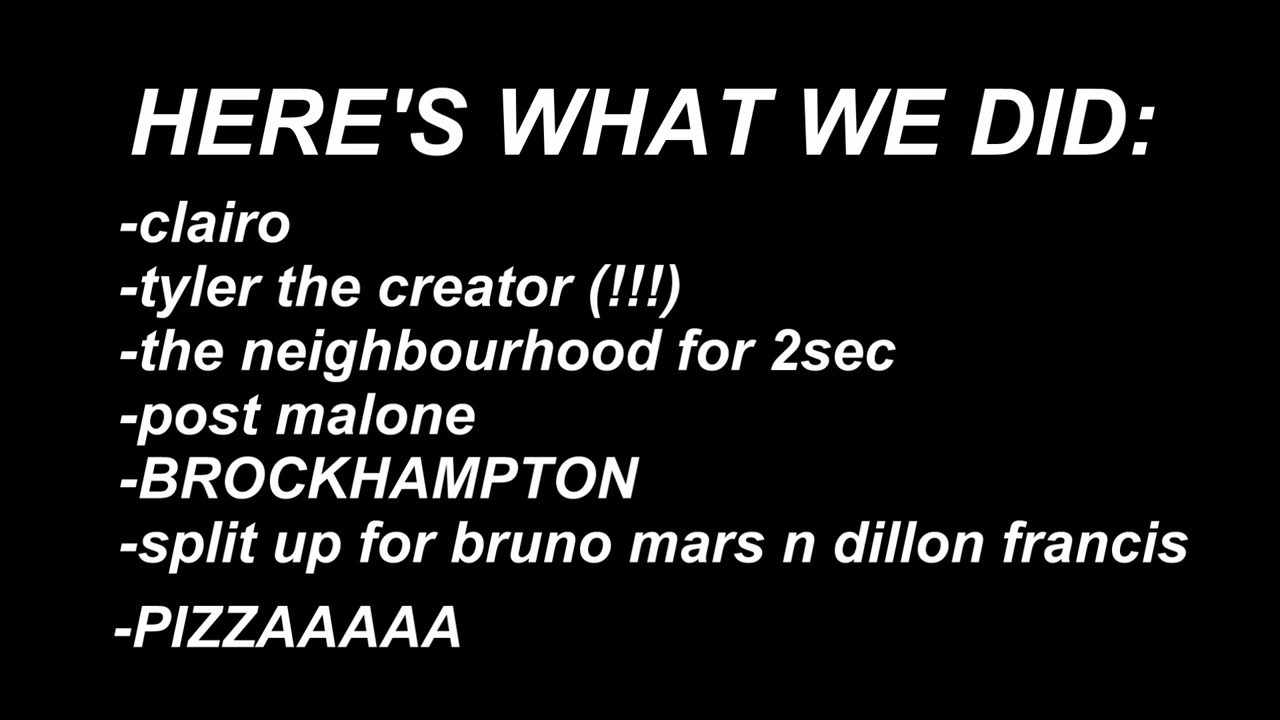 HERE'S WHAT WE DID:
-clairo
-tyler the creator (!!!)
-the neighbourhood for 2sec
-post malone
-BROCKHAMPTON
-split up for bruno mars n dillon francis
-PIZZAAAAA